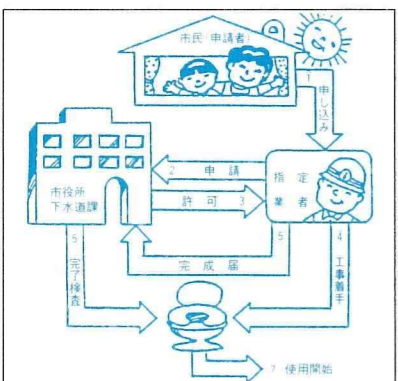 市民(申請者)
1 申し込み
2 申請
許可 3
指定
業者
市役所
下水道課
5 完成届
4 工事着手
5 完了検査
7 使用開始